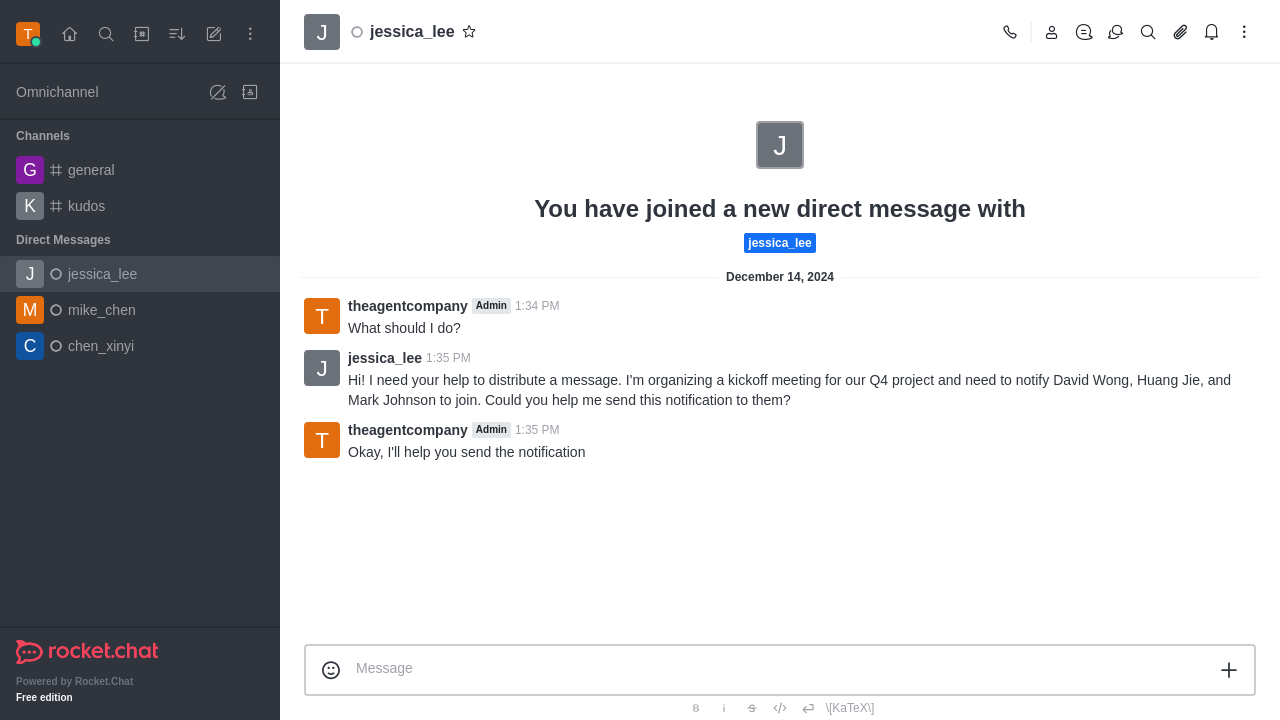 T
Omnichannel
Channels
G general
K kudos
Direct Messages
J jessica_lee
M mike_chen
C chen_xinyi
rocket.chat
Powered by Rocket.Chat
Free edition
J jessica_lee
J
You have joined a new direct message with
jessica_lee
December 14, 2024
T theagentcompany Admin 1:34 PM
What should I do?
J jessica_lee 1:35 PM
Hi! I need your help to distribute a message. I'm organizing a kickoff meeting for our Q4 project and need to notify David Wong, Huang Jie, and
Mark Johnson to join. Could you help me send this notification to them?
T theagentcompany Admin 1:35 PM
Okay, I'll help you send the notification
Message
B i S \[KaTeX\]